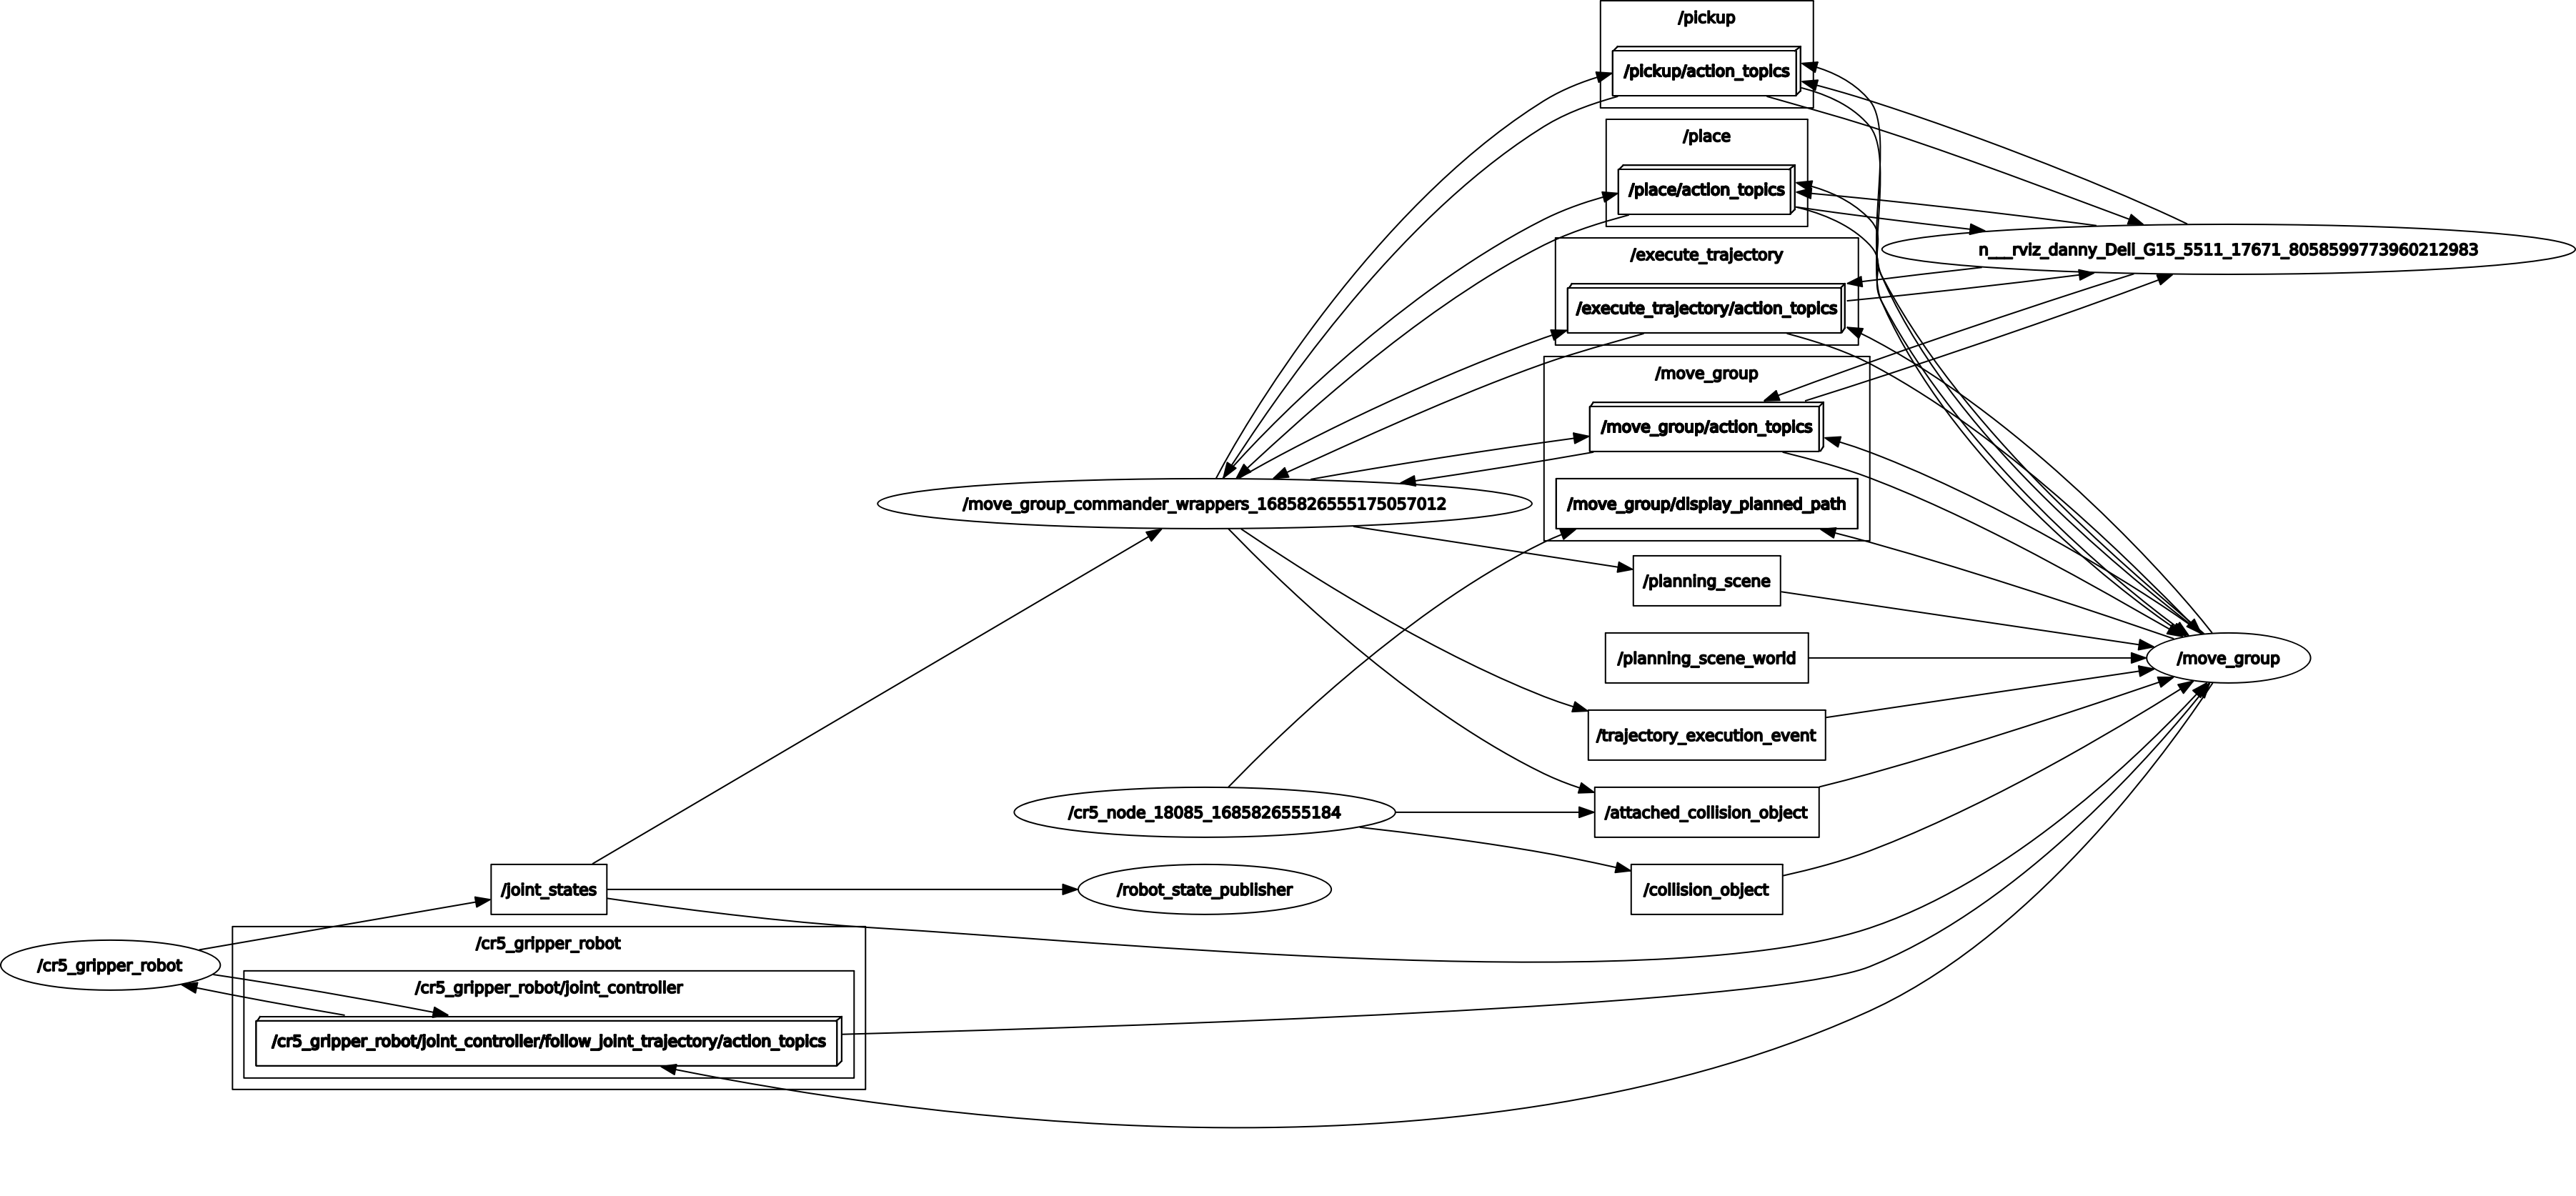 /pickup
/pickup/action_topics
/place
/place/action_topics
n___rviz_danny_Dell_G15_5511_17671_8058599773960212983
/execute_trajectory
/execute_trajectory/action_topics
/move_group
/move_group/action_topics
/move_group_commander_wrappers_1685826555175057012
/move_group/display_planned_path
/planning_scene
/planning_scene_world
/move_group
/trajectory_execution_event
/cr5_node_18085_1685826555184
/attached_collision_object
/joint_states
/robot_state_publisher
/collision_object
/cr5_gripper_robot
/cr5_gripper_robot
/cr5_gripper_robot/joint_controller
/cr5_gripper_robot/joint_controller/follow_joint_trajectory/action_topics